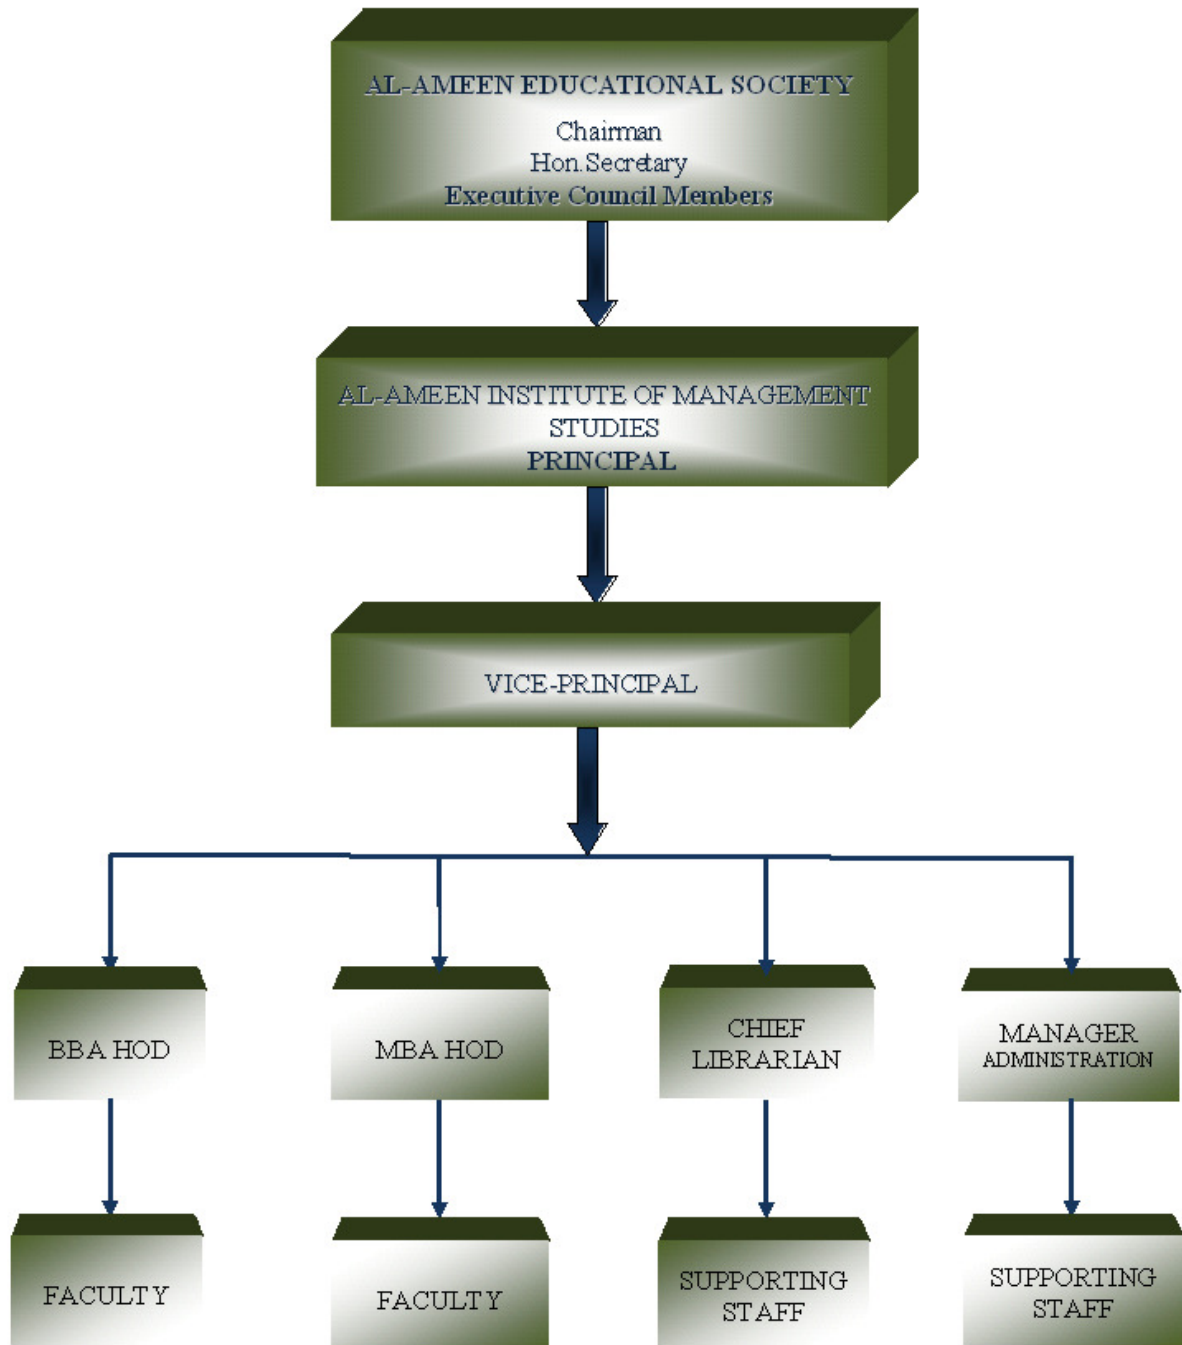 AL-AMEEN EDUCATIONAL SOCIETY
Chairman
Hon.Secretary
Executive Council Members
AL-AMEEN INSTITUTE OF MANAGEMENT
STUDIES
PRINCIPAL
VICE-PRINCIPAL
BBA HOD
MBA HOD
CHIEF
LIBRARIAN
MANAGER
ADMINISTRATION
FACULTY
FACULTY
SUPPORTING
STAFF
SUPPORTING
STAFF